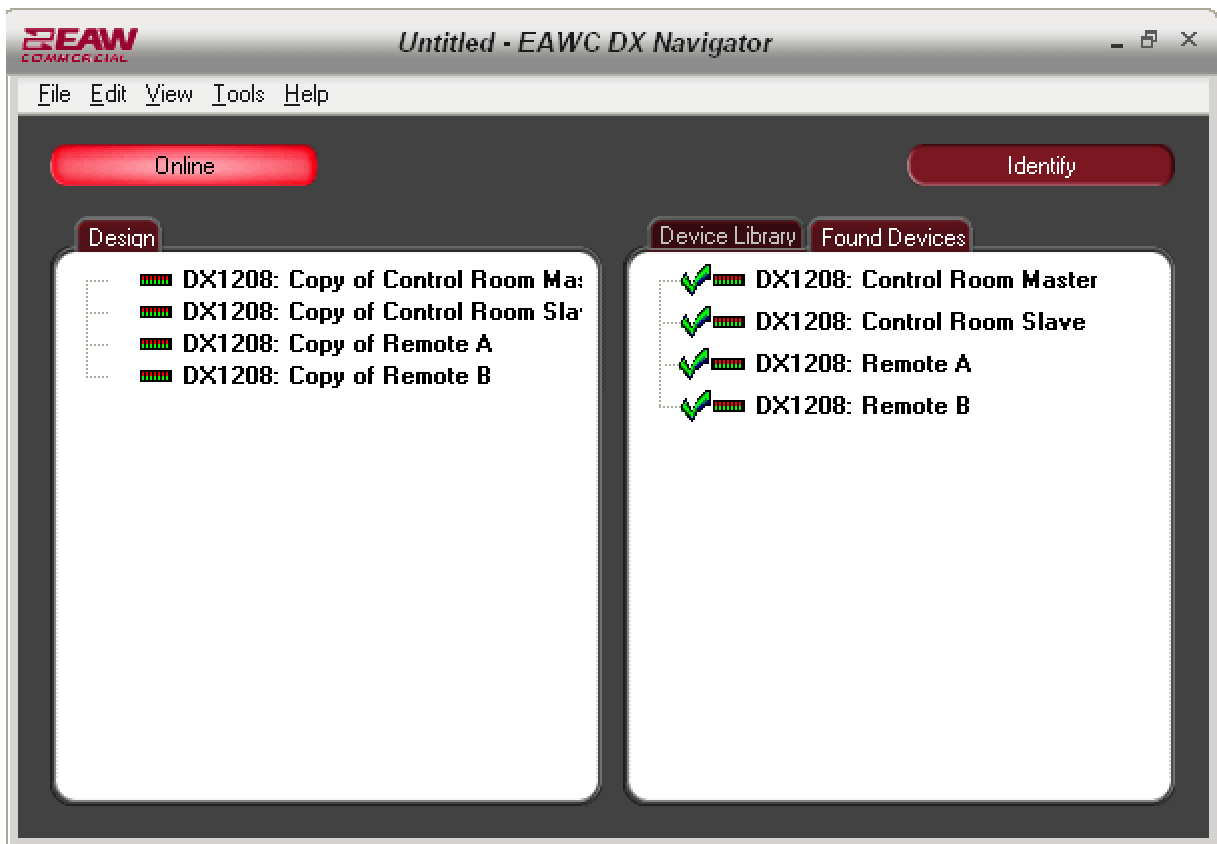 EAW
COMMERCIAL
Untitled - EAWC DX Navigator
File Edit View Tools Help
Online
Identify
Design
DX1208: Copy of Control Room Mas
DX1208: Copy of Control Room Sla
DX1208: Copy of Remote A
DX1208: Copy of Remote B
Device Library
Found Devices
DX1208: Control Room Master
DX1208: Control Room Slave
DX1208: Remote A
DX1208: Remote B